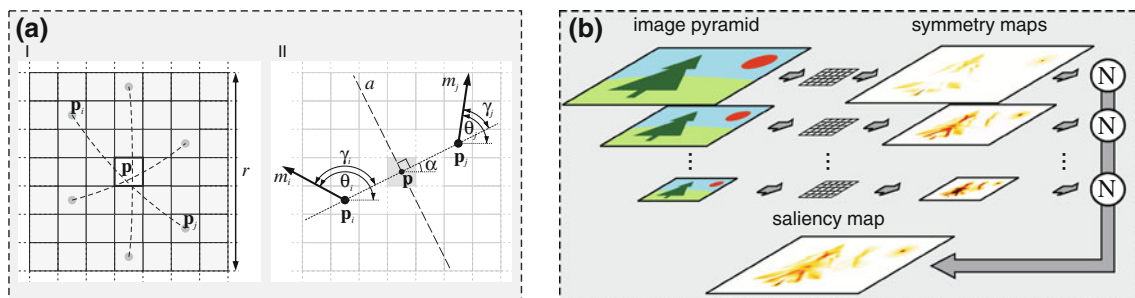 (a)
I
II
p_i
p
p_j
r
a
m_j
γ_j
θ_j
p_j
α
p
γ_i
θ_i
m_i
p_i
(b)
image pyramid
symmetry maps
N
N
N
saliency map